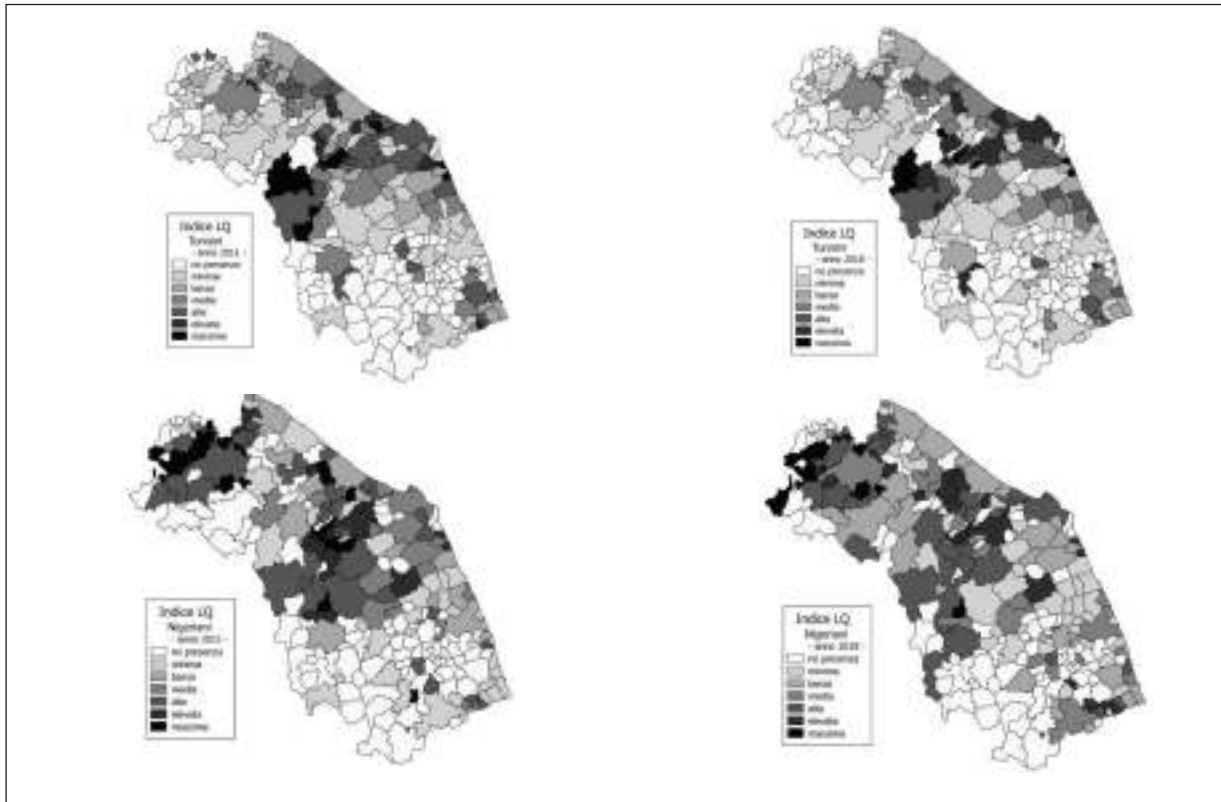 Indice LQ
Tunisini
- anno 2011 -
no presenza
minima
bassa
media
alta
elevata
massima
Indice LQ
Tunisini
- anno 2019 -
no presenza
minima
bassa
media
alta
elevata
massima
Indice LQ
Nigeriani
- anno 2011 -
no presenza
minima
bassa
media
alta
elevata
massima
Indice LQ
Nigeriani
- anno 2019 -
no presenza
minima
bassa
media
alta
elevata
massima